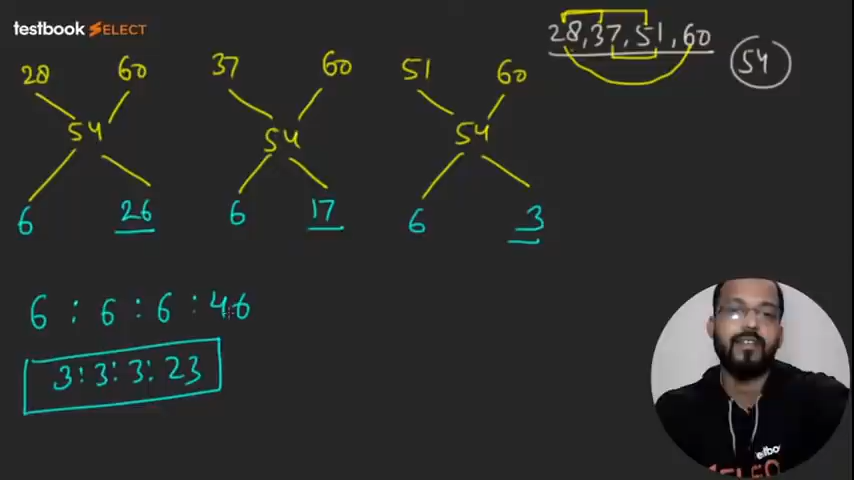 testbook SELECT
28, 37, 51, 60
54
28 60 37 60 51 60
54 54 54
6 26 6 17 6 3
6 : 6 : 6 : 46
3 : 3 : 3 : 23
testboo